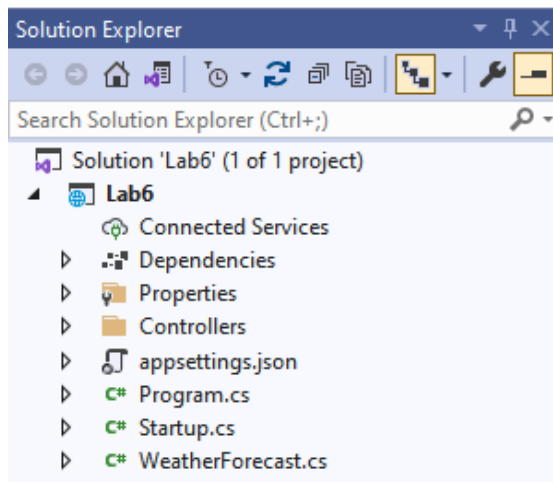 Solution Explorer
Search Solution Explorer (Ctrl+;)
Solution 'Lab6' (1 of 1 project)
Lab6
Connected Services
Dependencies
Properties
Controllers
appsettings.json
C# Program.cs
C# Startup.cs
C# WeatherForecast.cs